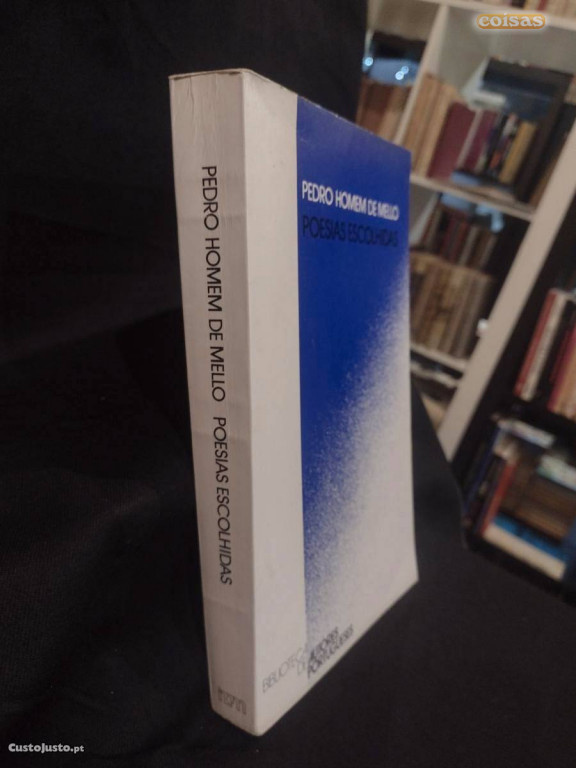 coisas
PEDRO HOMEM DE MELLO POESIAS ESCOLHIDAS
PEDRO HOMEM DE MELLO
POESIAS ESCOLHIDAS
BIBLIOTECA
DE AUTORES
PORTUGUESES
CustoJusto.pt